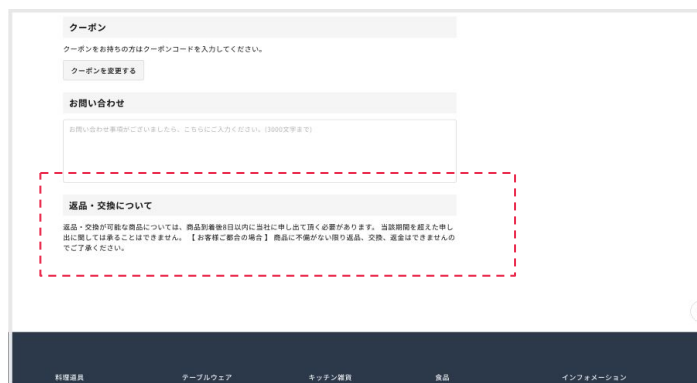 クーポン
クーポンをお持ちの方はクーポンコードを入力してください。
クーポンを変更する
お問い合わせ
お問い合わせ事項がございましたら、こちらにご入力ください。(3000文字まで)
返品・交換について
返品・交換が可能な商品については、商品到着後8日以内に当社に申し出て頂く必要があります。 当該期間を超えた申し
出に関しては承ることはできません。 【 お客様ご都合の場合 】 商品に不備がない限り返品、交換、返金はできませんの
でご了承ください。
料理道具 テーブルウェア キッチン雑貨 食品 インフォメーション